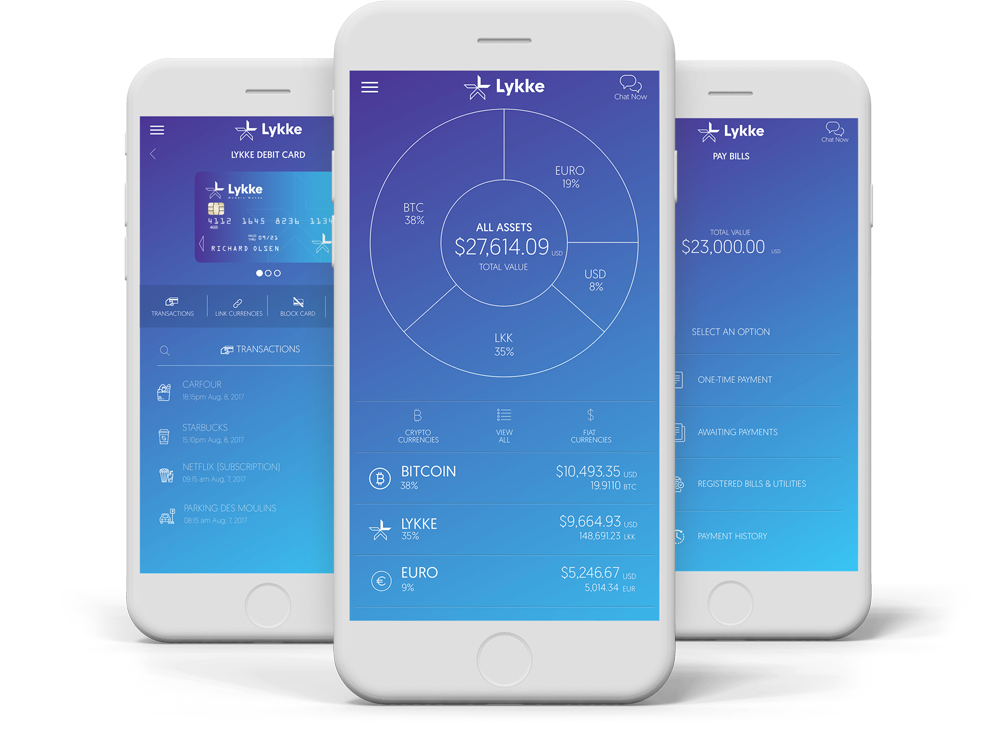 Lykke
LYKKE DEBIT CARD
Lykke
4112 1645 8236 1134
09/21
RICHARD OLSEN
TRANSACTIONS
LINK CURRENCIES
BLOCK CARD
TRANSACTIONS
CARFOUR
18:15pm Aug. 8, 2017
STARBUCKS
15:10pm Aug. 8, 2017
NETFLIX (SUBSCRIPTION)
09:15 am Aug. 7, 2017
PARKING DES MOULINS
08:15 am Aug. 7, 2017
Lykke
Chat Now
EURO
19%
BTC
38%
ALL ASSETS
$27,614.09 USD
TOTAL VALUE
USD
8%
LKK
35%
CRYPTO
CURRENCIES
VIEW
ALL
FIAT
CURRENCIES
BITCOIN
38%
$10,493.35 USD
19.9110 BTC
LYKKE
35%
$9,664.93 USD
148,691.23 LKK
EURO
9%
$5,246.67 USD
5,014.34 EUR
Lykke
Chat Now
PAY BILLS
TOTAL VALUE
$23,000.00 USD
SELECT AN OPTION
ONE-TIME PAYMENT
AWAITING PAYMENTS
REGISTERED BILLS & UTILITIES
PAYMENT HISTORY